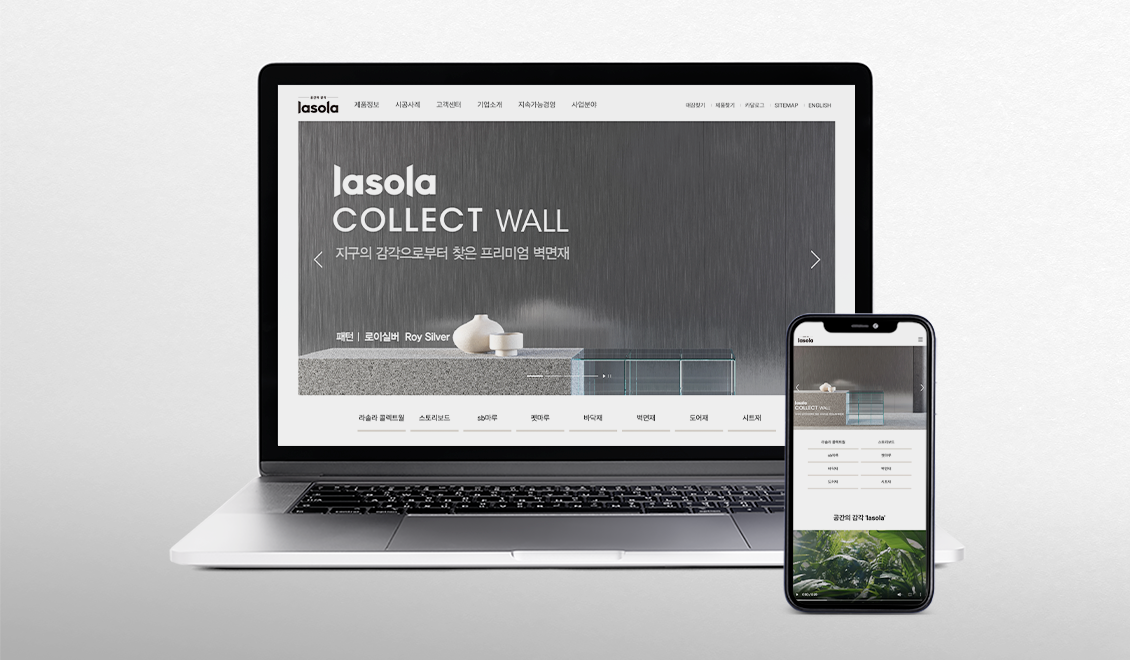 공간의 감각
lasola
제품정보 시공사례 고객센터 기업소개 지속가능경영 사업분야
매장찾기 제품찾기 카달로그 SITEMAP ENGLISH
lasola
COLLECT WALL
지구의 감각으로부터 찾은 프리미엄 벽면재
패턴 | 로이실버 Roy Silver
라솔라 콜렉트월 스토리보드 sb마루 펫마루 바닥재 벽면재 도어재 시트재
lasola
lasola
COLLECT WALL
라솔라 콜렉트월 스토리보드
sb마루 펫마루
바닥재 벽면재
도어재 시트재
공간의 감각 'lasola'